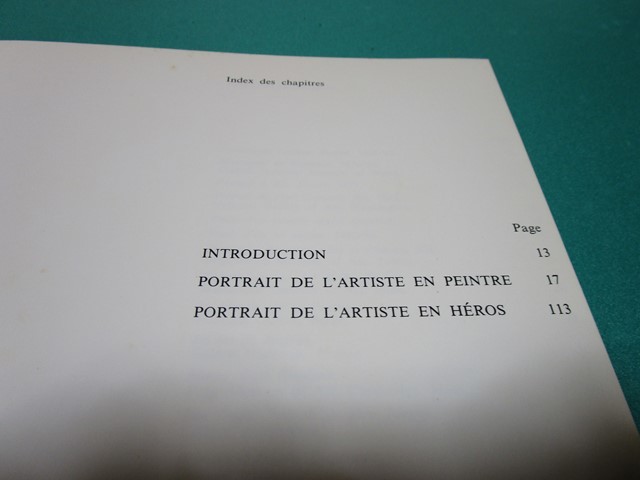 Index des chapitres
Page
INTRODUCTION 13
PORTRAIT DE L'ARTISTE EN PEINTRE 17
PORTRAIT DE L'ARTISTE EN HÉROS 113